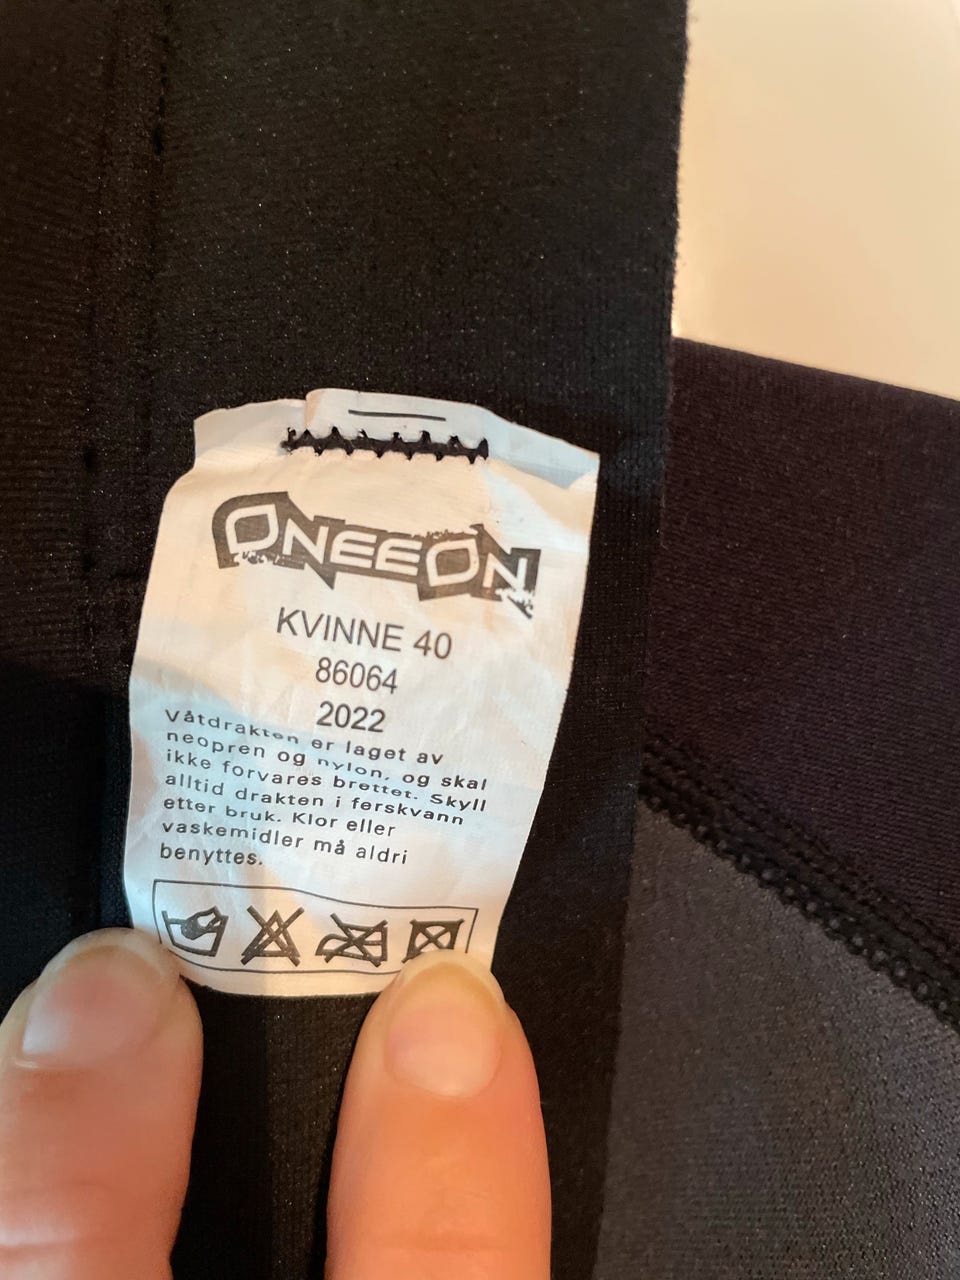 ONEEON
KVINNE 40
86064
2022
Våtdrakten er laget av
neopren og nylon, og skal
ikke forvares brettet. Skyll
alltid drakten i ferskvann
etter bruk. Klor eller
vaskemidler må aldri
benyttes.